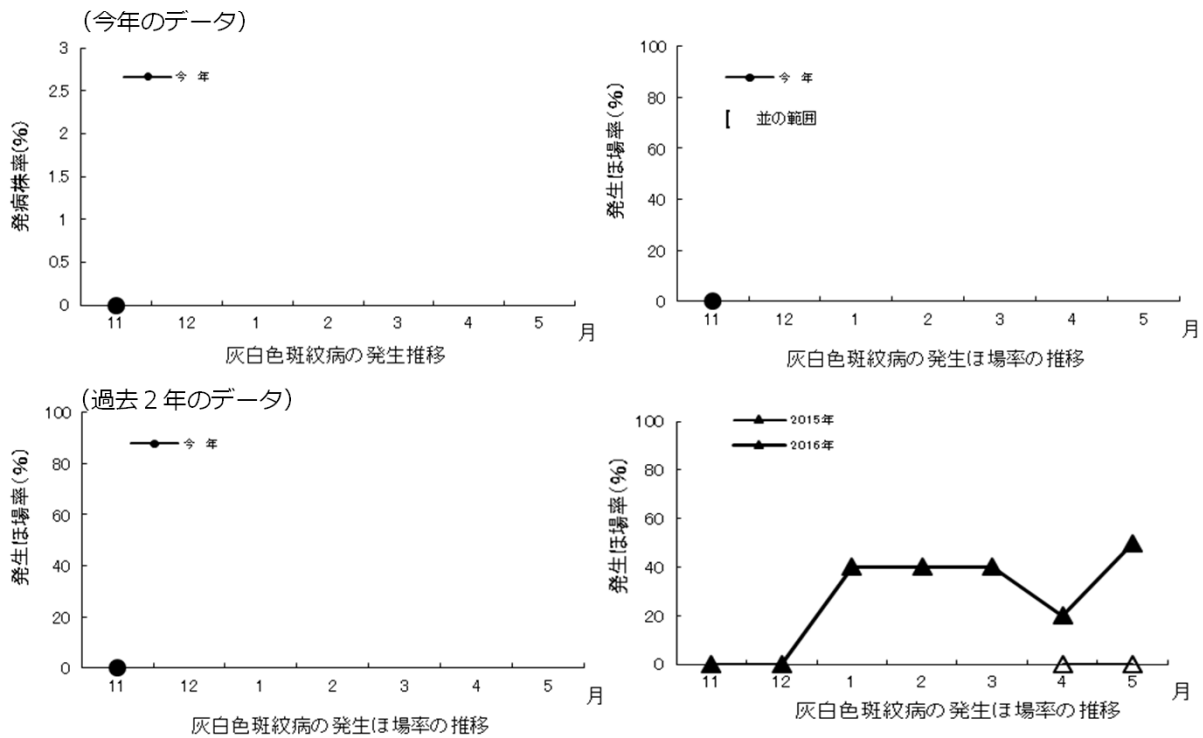 （今年のデータ）
3
2.5
2
1.5
1
0.5
0
発病株率(%)
今 年
11 12 1 2 3 4 5
月
灰白色斑紋病の発生推移
100
80
60
40
20
0
発生ほ場率(%)
今 年
[ 並の範囲
11 12 1 2 3 4 5
月
灰白色斑紋病の発生ほ場率の推移
（過去２年のデータ）
100
80
60
40
20
0
発生ほ場率(%)
今 年
11 12 1 2 3 4 5
月
灰白色斑紋病の発生ほ場率の推移
100
80
60
40
20
0
発生ほ場率(%)
2015年
2016年
11 12 1 2 3 4 5
月
灰白色斑紋病の発生ほ場率の推移